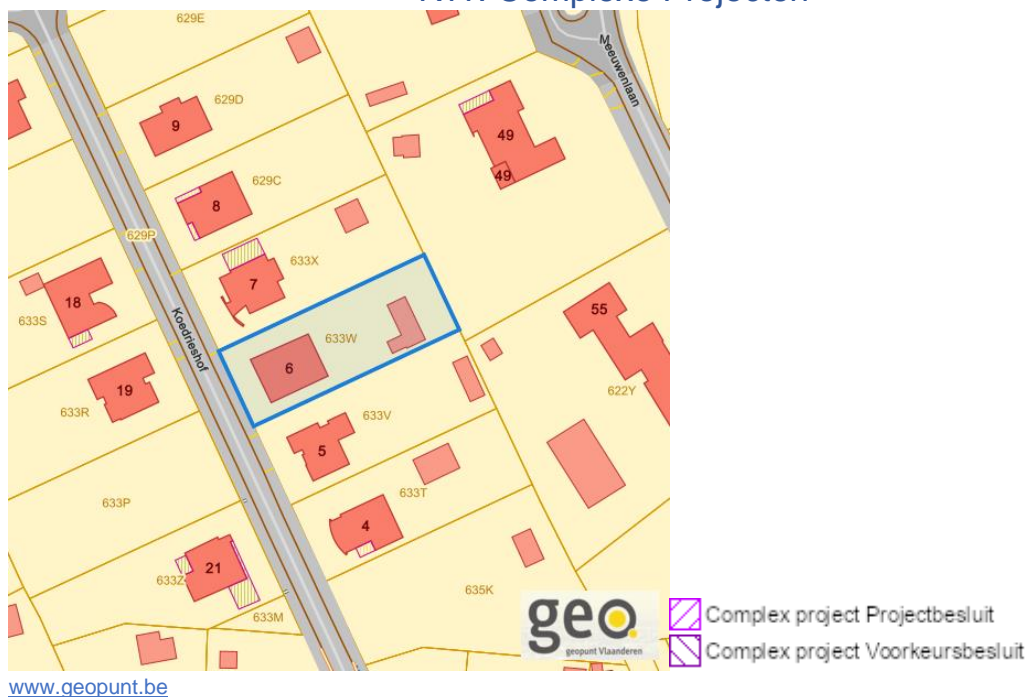 629E
Meeuwenlaan
629D
9
49
49
629C
8
629P
633X
7
18
633S
Koedrieshof
55
633W
6
19
633R
633V
622Y
5
633T
633P
4
21
633Z
635K
633M
geo
geopunt Vlaanderen
Complex project Projectbesluit
Complex project Voorkeursbesluit
www.geopunt.be